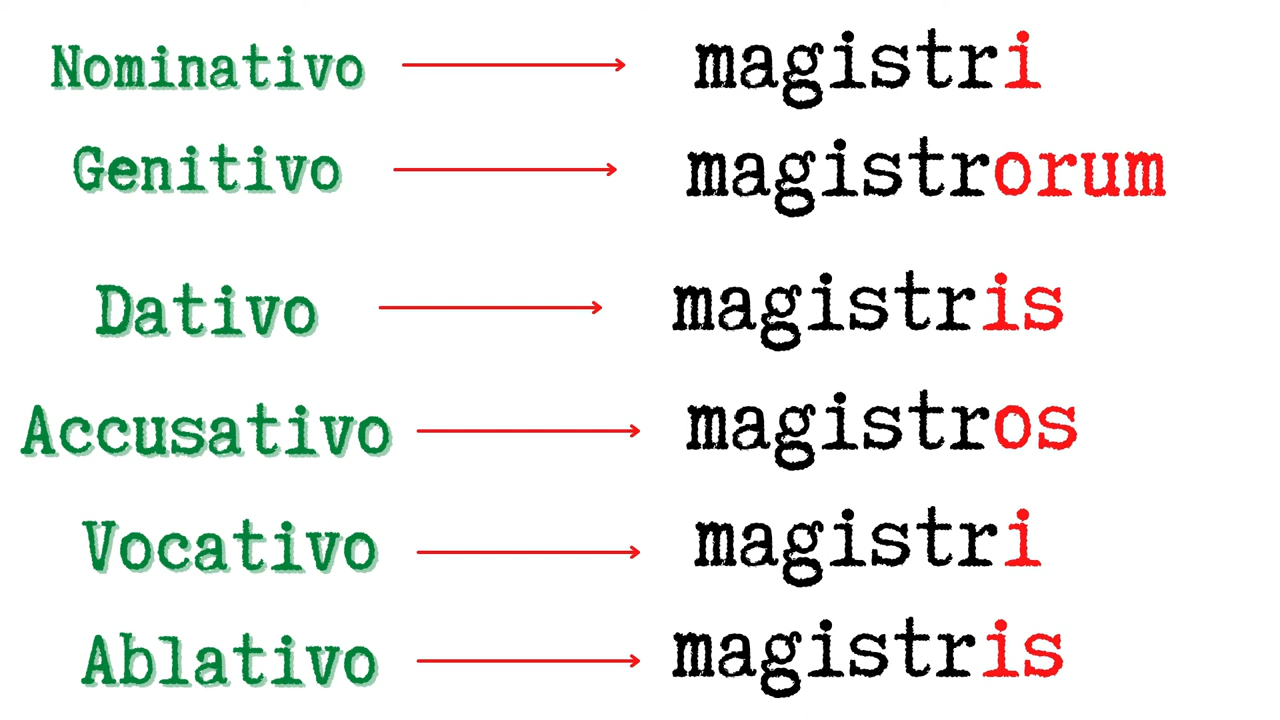 Nominativo magistri
Genitivo magistrorum
Dativo magistris
Accusativo magistros
Vocativo magistri
Ablativo magistris